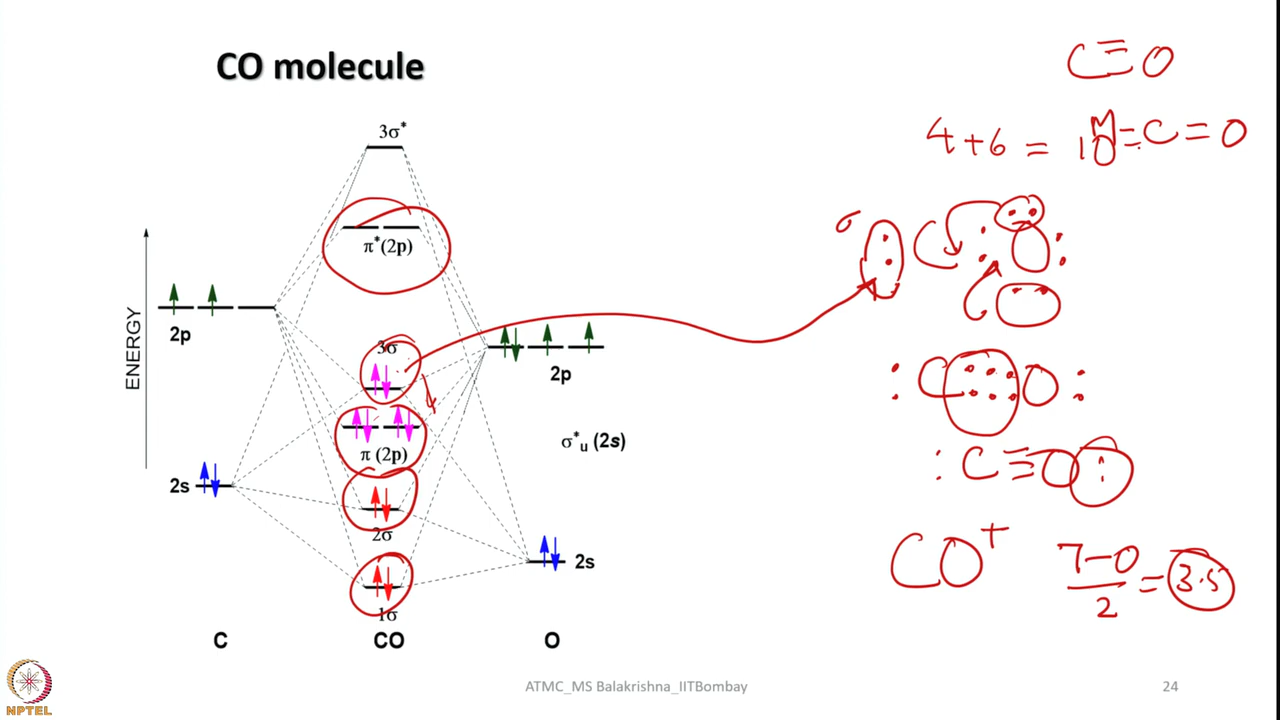 CO molecule
C≡O
4+6 = 10
M=C=O
3σ*
π*(2p)
2p
3σ
2p
σ*u (2s)
π (2p)
2s
2σ
2s
1σ
ENERGY
C
CO
O
σ : C : O :
: C ⋮⋮ O :
: C≡O :
CO+
7-0/2 = 3.5
NPTEL
ATMC_MS Balakrishna_IITBombay
24